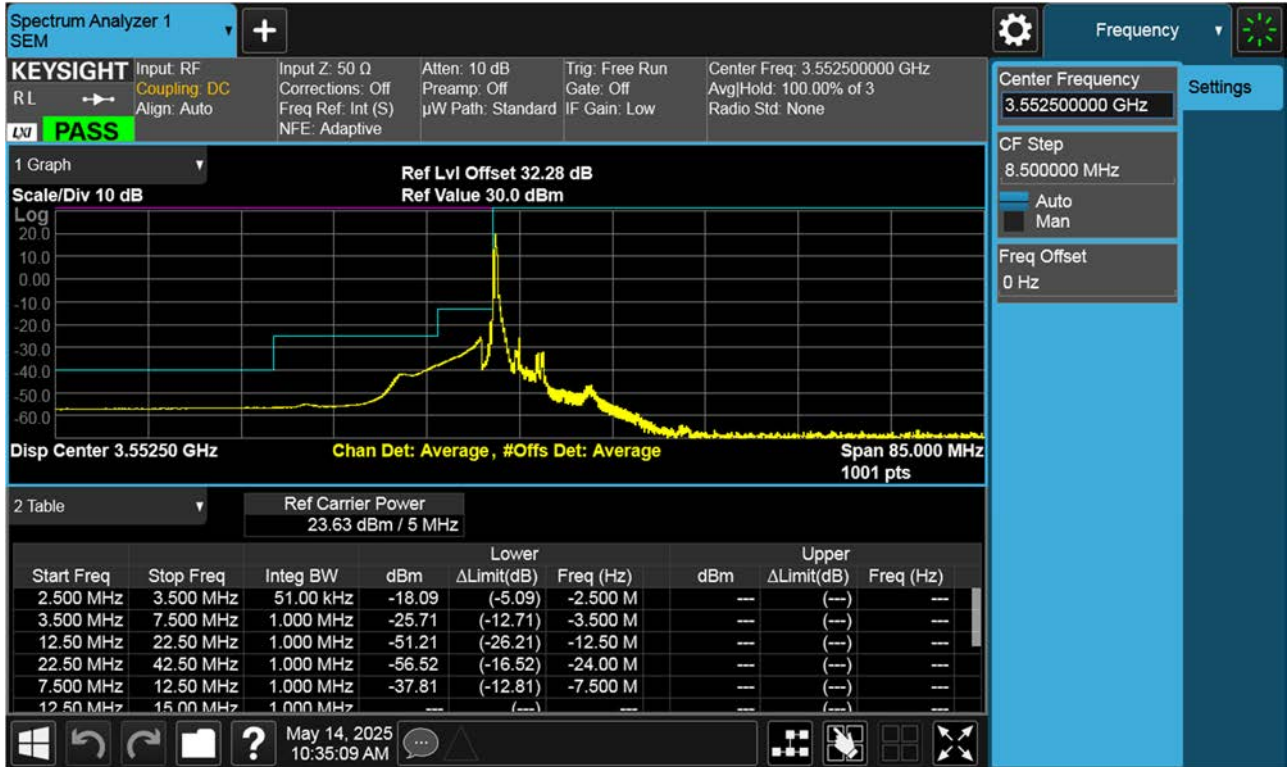 Spectrum Analyzer 1
SEM
+
Frequency
KEYSIGHT
RL
LXI
PASS
Input: RF
Coupling: DC
Align: Auto
Input Z: 50 Ω
Corrections: Off
Freq Ref: Int (S)
NFE: Adaptive
Atten: 10 dB
Preamp: Off
µW Path: Standard
Trig: Free Run
Gate: Off
IF Gain: Low
Center Freq: 3.552500000 GHz
Avg|Hold: 100.00% of 3
Radio Std: None
Center Frequency
3.552500000 GHz
Settings
CF Step
8.500000 MHz
Auto
Man
Freq Offset
0 Hz
1 Graph
Scale/Div 10 dB
Ref Lvl Offset 32.28 dB
Ref Value 30.0 dBm
Log
20.0
10.0
0.00
-10.0
-20.0
-30.0
-40.0
-50.0
-60.0
Disp Center 3.55250 GHz
Chan Det: Average , #Offs Det: Average
Span 85.000 MHz
1001 pts
2 Table
Ref Carrier Power
23.63 dBm / 5 MHz
Lower Upper
Start Freq Stop Freq Integ BW dBm ΔLimit(dB) Freq (Hz) dBm ΔLimit(dB) Freq (Hz)
2.500 MHz 3.500 MHz 51.00 kHz -18.09 (-5.09) -2.500 M --- (---) ---
3.500 MHz 7.500 MHz 1.000 MHz -25.71 (-12.71) -3.500 M --- (---) ---
12.50 MHz 22.50 MHz 1.000 MHz -51.21 (-26.21) -12.50 M --- (---) ---
22.50 MHz 42.50 MHz 1.000 MHz -56.52 (-16.52) -24.00 M --- (---) ---
7.500 MHz 12.50 MHz 1.000 MHz -37.81 (-12.81) -7.500 M --- (---) ---
12.50 MHz 15.00 MHz 1.000 MHz --- (---) --- --- (---) ---
?
May 14, 2025
10:35:09 AM